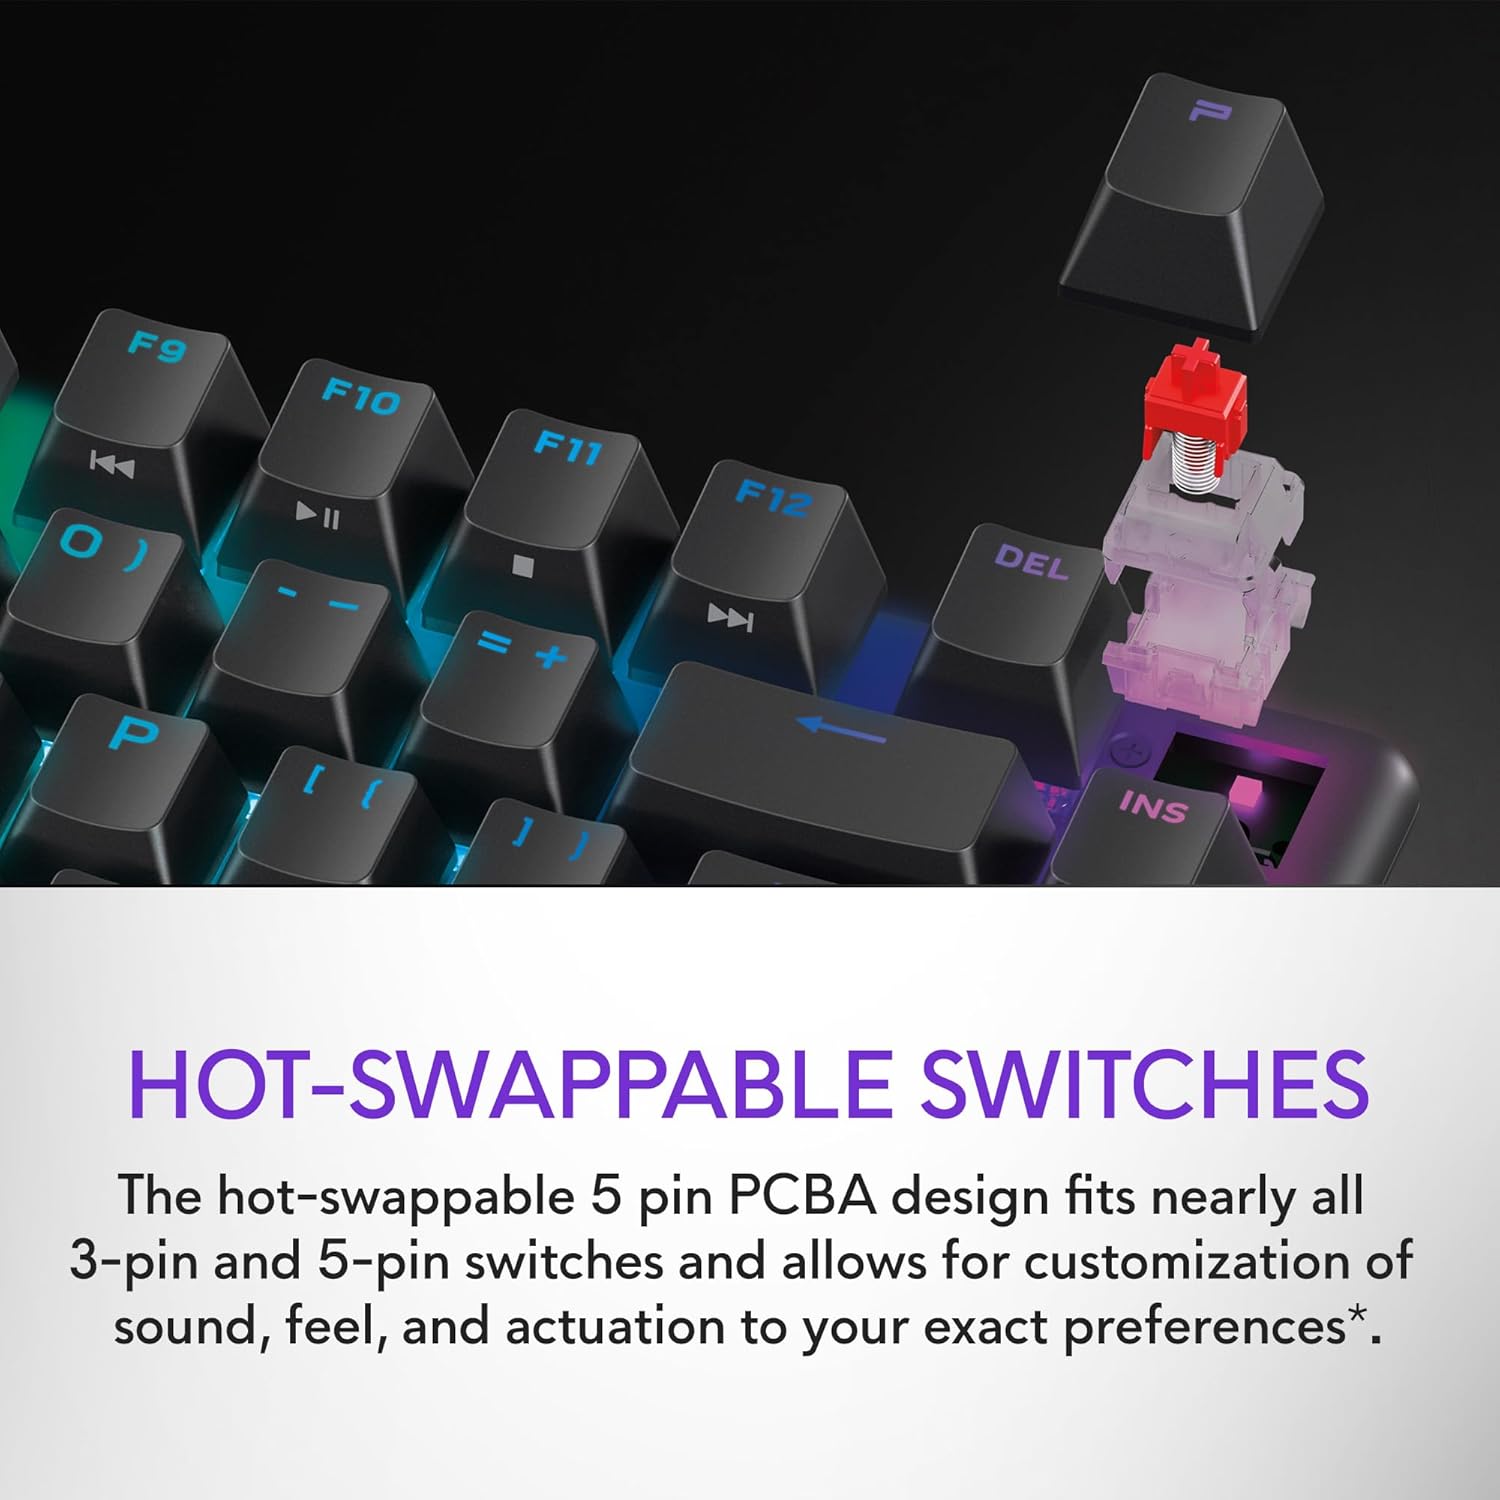 P
F9
F10
F11
F12
DEL
0 )
- _
= +
P
[ {
] }
INS
HOT-SWAPPABLE SWITCHES
The hot-swappable 5 pin PCBA design fits nearly all
3-pin and 5-pin switches and allows for customization of
sound, feel, and actuation to your exact preferences*.